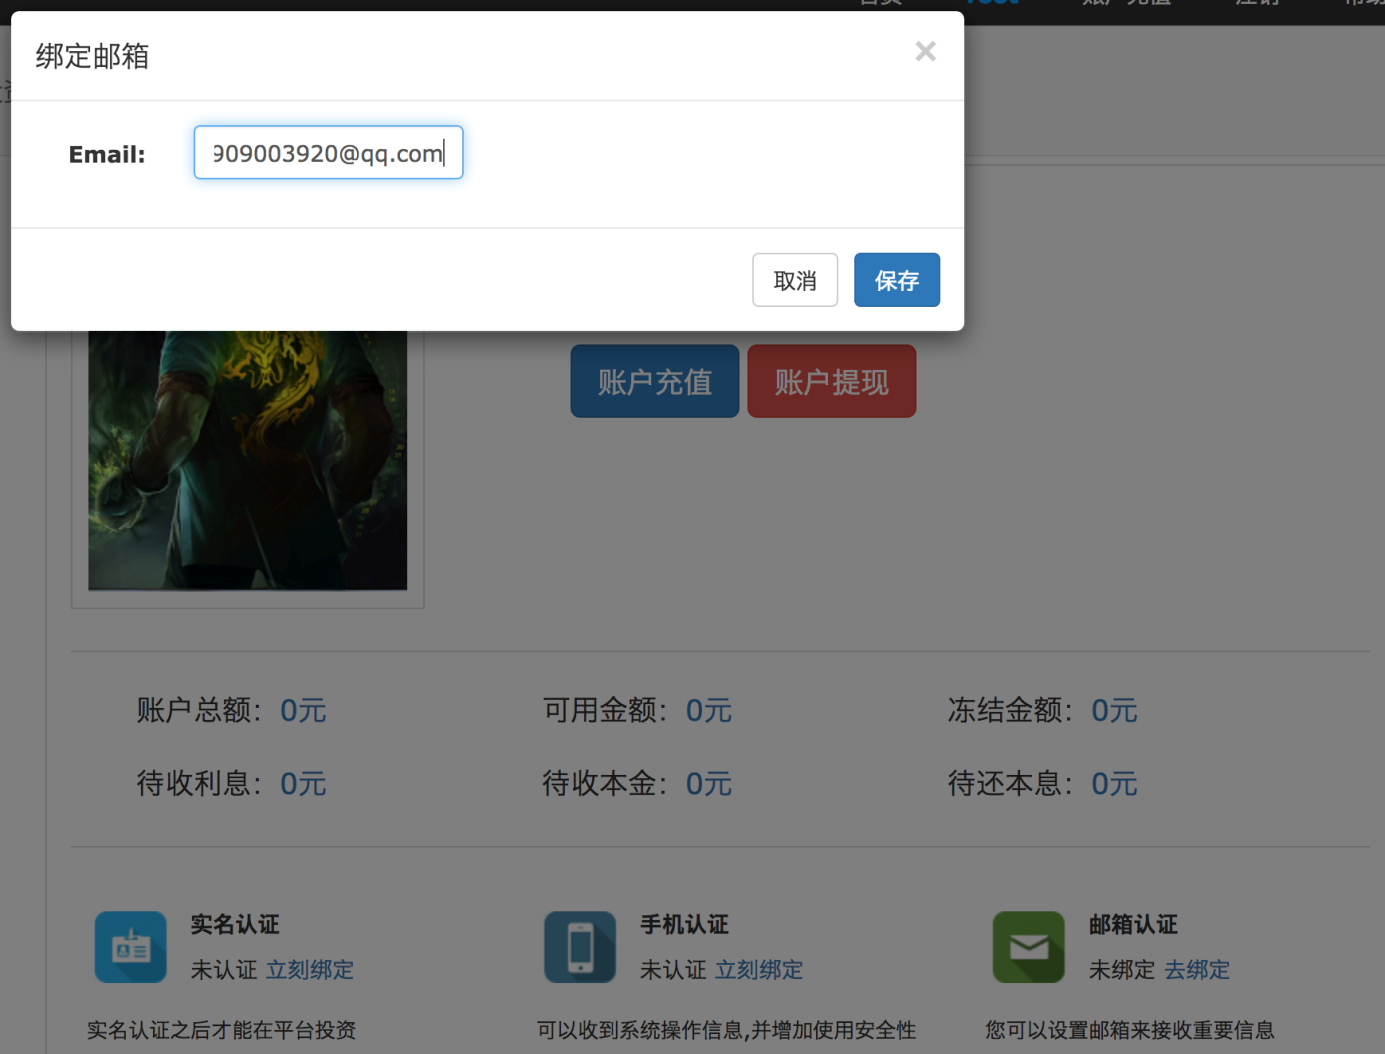 绑定邮箱 ×
Email: 909003920@qq.com
取消 保存
账户充值 账户提现
账户总额：0元 可用金额：0元 冻结金额：0元
待收利息：0元 待收本金：0元 待还本息：0元
实名认证 手机认证 邮箱认证
未认证 立刻绑定 未认证 立刻绑定 未绑定 去绑定
实名认证之后才能在平台投资 可以收到系统操作信息,并增加使用安全性 您可以设置邮箱来接收重要信息